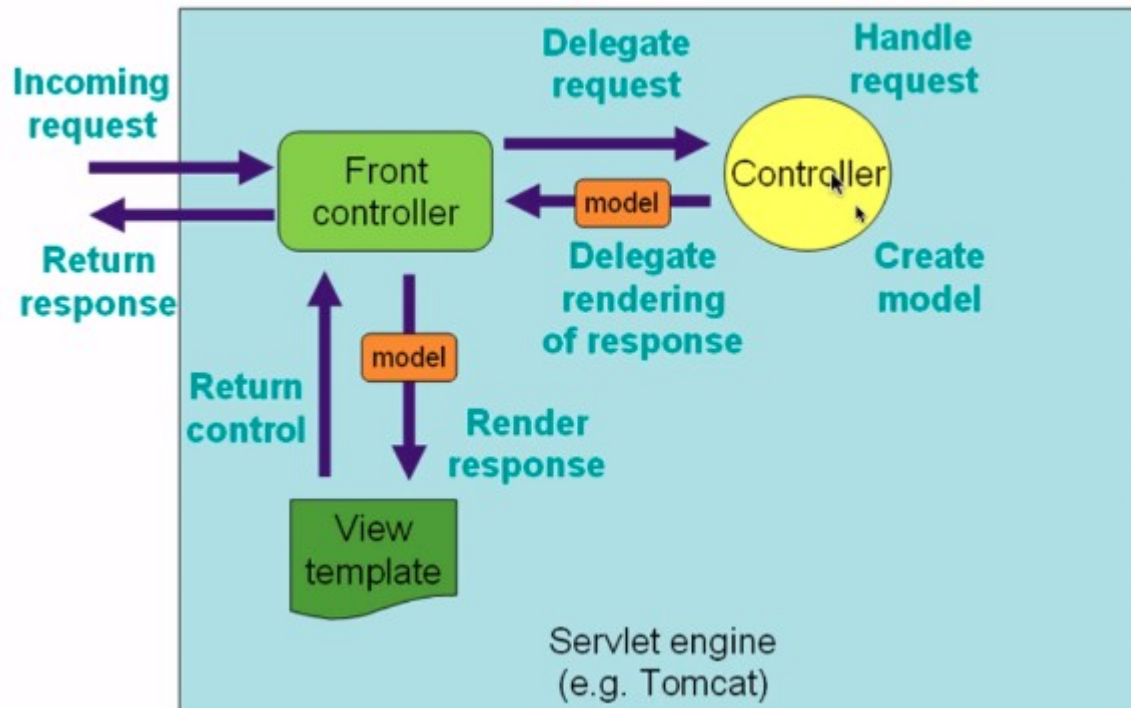 Incoming
request
Delegate
request
Handle
request
Front
controller
Controller
model
Return
response
Delegate
rendering
of response
Create
model
model
Return
control
Render
response
View
template
Servlet engine
(e.g. Tomcat)